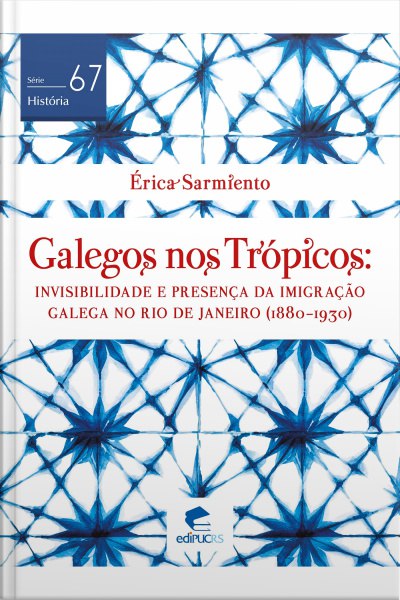 Série 67
História
Érica Sarmiento
Galegos nos Trópicos:
INVISIBILIDADE E PRESENÇA DA IMIGRAÇÃO
GALEGA NO RIO DE JANEIRO (1880-1930)
ediPUCRS